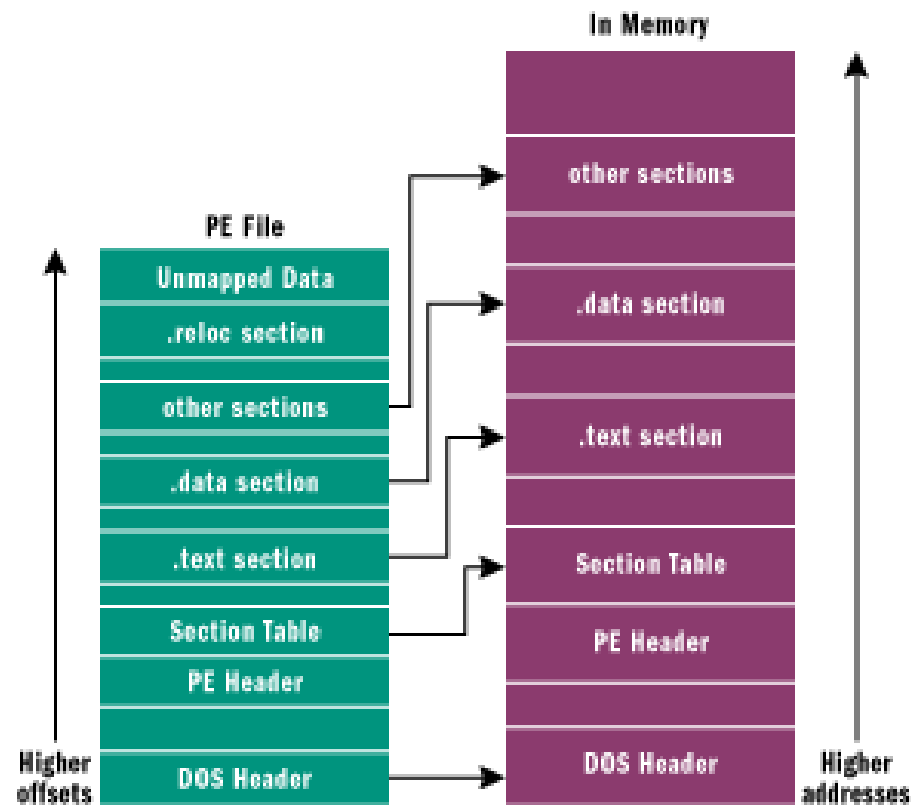 In Memory
other sections
.data section
.text section
Section Table
PE Header
DOS Header
PE File
Unmapped Data
.reloc section
other sections
.data section
.text section
Section Table
PE Header
DOS Header
Higher
offsets
Higher
addresses